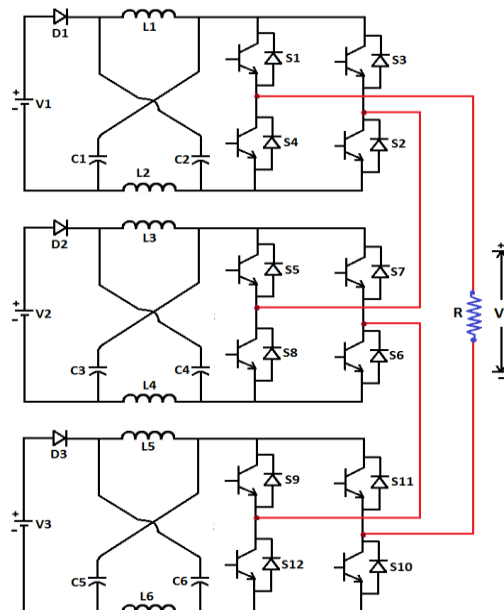 D1
L1
S1
S3
+
V1
-
C1
C2
S4
S2
L2
D2
L3
S5
S7
+
V2
-
C3
C4
S8
S6
L4
R
+
V
-
D3
L5
S9
S11
+
V3
-
C5
C6
S12
S10
L6